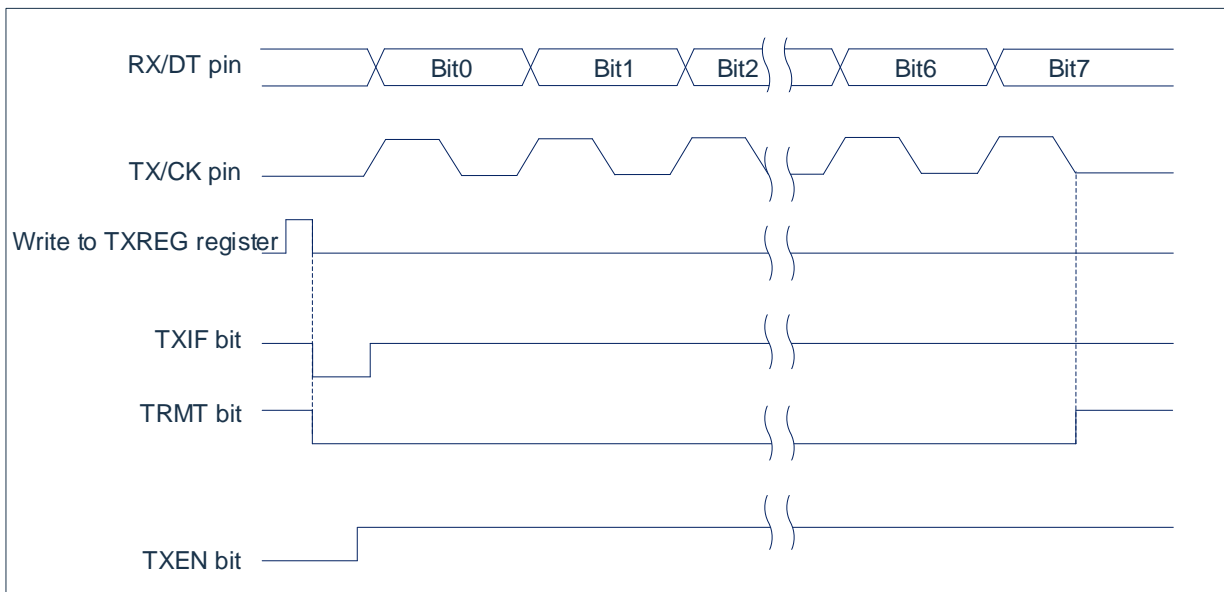 RX/DT pin
Bit0 Bit1 Bit2 Bit6 Bit7
TX/CK pin
Write to TXREG register
TXIF bit
TRMT bit
TXEN bit